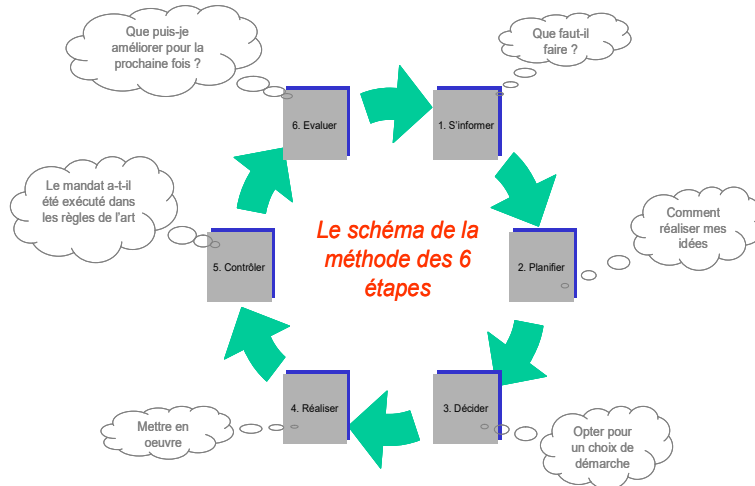 Que puis-je
améliorer pour la
prochaine fois ?
Que faut-il
faire ?
6. Evaluer
1. S'informer
Le mandat a-t-il
été exécuté dans
les règles de l'art
Le schéma de la
méthode des 6
étapes
Comment
réaliser mes
idées
5. Contrôler
2. Planifier
4. Réaliser
3. Décider
Mettre en
oeuvre
Opter pour
un choix de
démarche